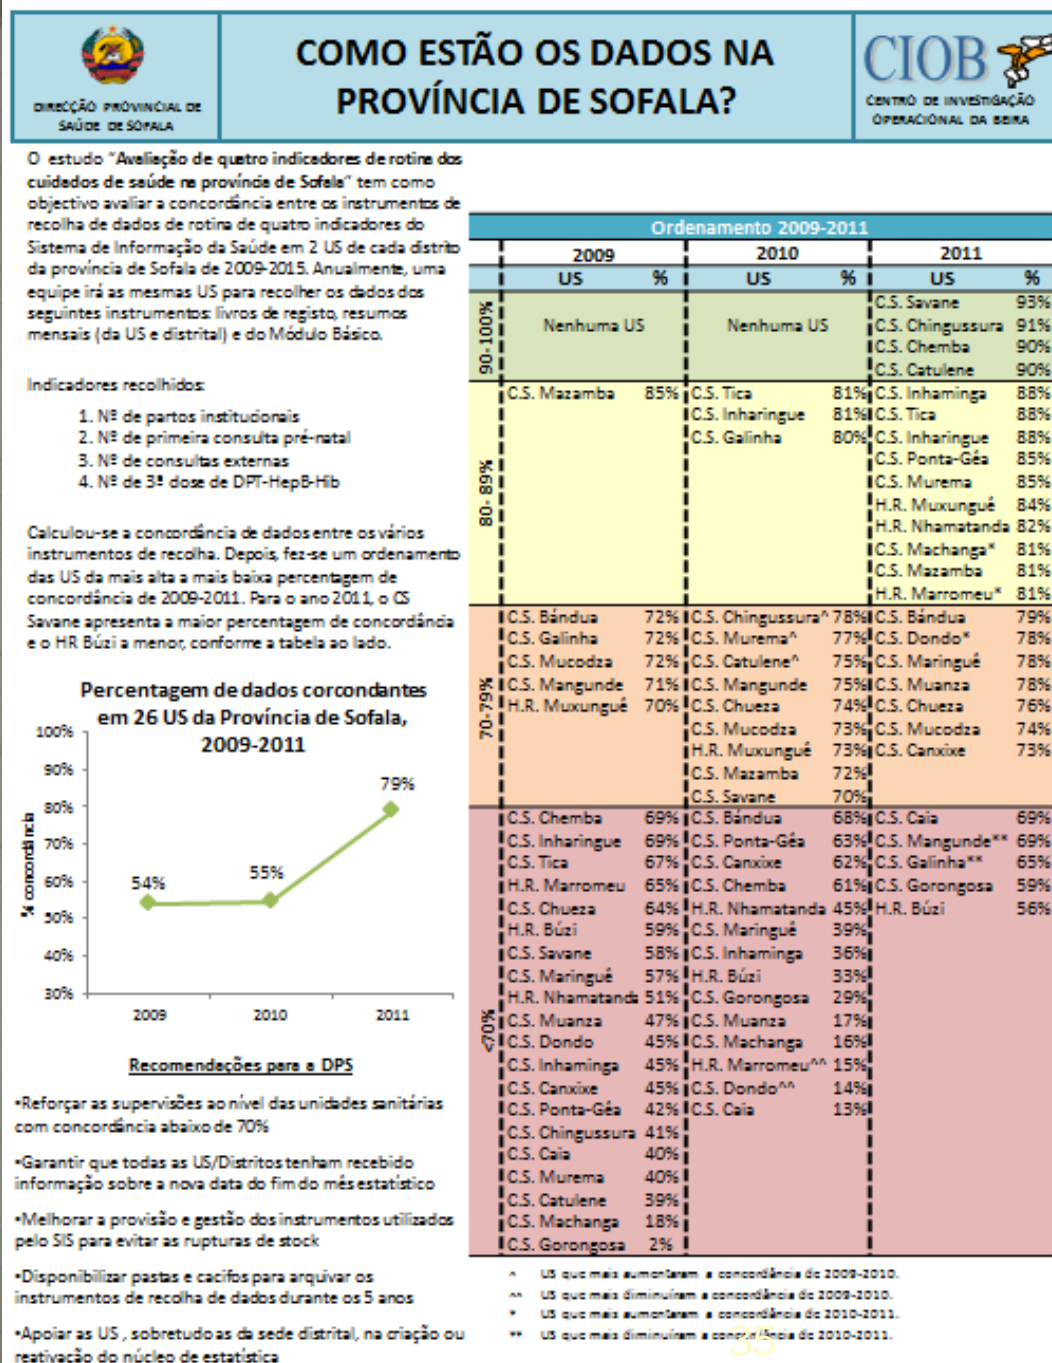 DIRECÇÃO PROVINCIAL DE
SAÚDE DE SOFALA
COMO ESTÃO OS DADOS NA
PROVÍNCIA DE SOFALA?
CIOB
CENTRO DE INVESTIGAÇÃO
OPERACIONAL DA BEIRA
O estudo "Avaliação de quatro indicadores de rotina dos
cuidados de saúde na província de Sofala" tem como
objectivo avaliar a concordância entre os instrumentos de
recolha de dados de rotina de quatro indicadores do
Sistema de Informação da Saúde em 2 US de cada distrito
da província de Sofala de 2009-2015. Anualmente, uma
equipe irá as mesmas US para recolher os dados dos
seguintes instrumentos: livros de registo, resumos
mensais (da US e distrital) e do Módulo Básico.
Indicadores recolhidos:
1. Nº de partos institucionais
2. Nº de primeira consulta pré-natal
3. Nº de consultas externas
4. Nº de 3ª dose de DPT-HepB-Hib
Calculou-se a concordância de dados entre os vários
instrumentos de recolha. Depois, fez-se um ordenamento
das US da mais alta a mais baixa percentagem de
concordância de 2009-2011. Para o ano 2011, o CS
Savane apresenta a maior percentagem de concordância
e o HR Búzi a menor, conforme a tabela ao lado.
Percentagem de dados corcondantes
em 26 US da Província de Sofala,
2009-2011
% concordância
100%
90%
80%
70%
60%
50%
40%
30%
54%
55%
79%
2009 2010 2011
Recomendações para a DPS
•Reforçar as supervisões ao nível das unidades sanitárias
com concordância abaixo de 70%
•Garantir que todas as US/Distritos tenham recebido
informação sobre a nova data do fim do mês estatístico
•Melhorar a provisão e gestão dos instrumentos utilizados
pelo SIS para evitar as rupturas de stock
•Disponibilizar pastas e cacifos para arquivar os
instrumentos de recolha de dados durante os 5 anos
•Apoiar as US , sobretudo as da sede distrital, na criação ou
reativação do núcleo de estatística
Ordenamento 2009-2011
2009 2010 2011
US % US % US %
90-100%
Nenhuma US Nenhuma US C.S. Savane 93%
C.S. Chingussura 91%
C.S. Chemba 90%
C.S. Catulene 90%
80- 89%
C.S. Mazamba 85% C.S. Tica 81% C.S. Inhaminga 88%
C.S. Inharingue 81% C.S. Tica 88%
C.S. Galinha 80% C.S. Inharingue 88%
C.S. Ponta-Gêa 85%
C.S. Murema 85%
H.R. Muxunguê 84%
H.R. Nhamatanda 82%
C.S. Machanga* 81%
C.S. Mazamba 81%
H.R. Marromeu* 81%
70-79%
C.S. Bándua 72% C.S. Chingussura^ 78% C.S. Bándua 79%
C.S. Galinha 72% C.S. Murema^ 77% C.S. Dondo* 78%
C.S. Mucodza 72% C.S. Catulene^ 75% C.S. Maringuê 78%
C.S. Mangunde 71% C.S. Mangunde 75% C.S. Muanza 78%
H.R. Muxunguê 70% C.S. Chueza 74% C.S. Chueza 76%
C.S. Mucodza 73% C.S. Mucodza 74%
H.R. Muxunguê 73% C.S. Canxixe 73%
C.S. Mazamba 72%
C.S. Savane 70%
<70%
C.S. Chemba 69% C.S. Bándua 68% C.S. Caia 69%
C.S. Inharingue 69% C.S. Ponta-Gêa 63% C.S. Mangunde** 69%
C.S. Tica 67% C.S. Canxixe 62% C.S. Galinha** 65%
H.R. Marromeu 65% C.S. Chemba 61% C.S. Gorongosa 59%
C.S. Chueza 64% H.R. Nhamatanda 45% H.R. Búzi 56%
H.R. Búzi 59% C.S. Maringuê 39%
C.S. Savane 58% C.S. Inhaminga 36%
C.S. Maringuê 57% H.R. Búzi 33%
H.R. Nhamatanda 51% C.S. Gorongosa 29%
C.S. Muanza 47% C.S. Muanza 17%
C.S. Dondo 45% C.S. Machanga 16%
C.S. Inhaminga 45% H.R. Marromeu^^ 15%
C.S. Canxixe 45% C.S. Dondo^^ 14%
C.S. Ponta-Gêa 42% C.S. Caia 13%
C.S. Chingussura 41%
C.S. Caia 40%
C.S. Murema 40%
C.S. Catulene 39%
C.S. Machanga 18%
C.S. Gorongosa 2%
^ US que mais aumentaram a concordância de 2009-2010.
^^ US que mais diminuíram a concordância de 2009-2010.
* US que mais aumentaram a concordância de 2010-2011.
** US que mais diminuíram a concordância de 2010-2011.
35